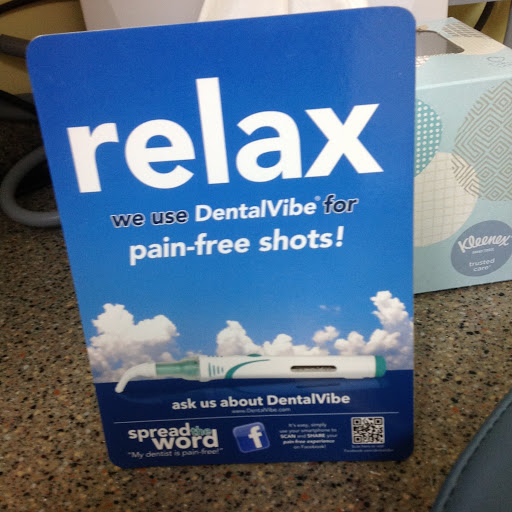 relax
we use DentalVibe® for
pain-free shots!
ask us about DentalVibe
www.DentalVibe.com
spread the
WORD
"My dentist is pain-free!"
f
It's easy, simply
use your smartphone to
SCAN and SHARE your
pain-free experience
on Facebook!
Kleenex
trusted
care